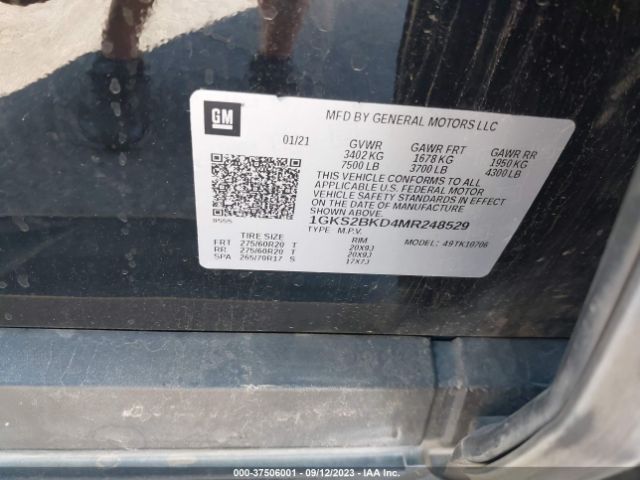 GM
MFD BY GENERAL MOTORS LLC
01/21
GVWR GAWR FRT GAWR RR
3402 KG 1678 KG 1950 KG
7500 LB 3700 LB 4300 LB
THIS VEHICLE CONFORMS TO ALL
APPLICABLE U.S. FEDERAL MOTOR
VEHICLE SAFETY STANDARDS IN EFFECT
ON THE DATE OF MANUFACTURE SHOWN ABOVE.
1GKS2BKD4MR248529
TYPE: M.P.V. MODEL: 49TK10706
TIRE SIZE RIM
FRT 275/60R20 T 20X9J
RR 275/60R20 T 20X9J
SPA 265/70R17 S 17X7J
000-37506001 - 09/12/2023 - IAA Inc.